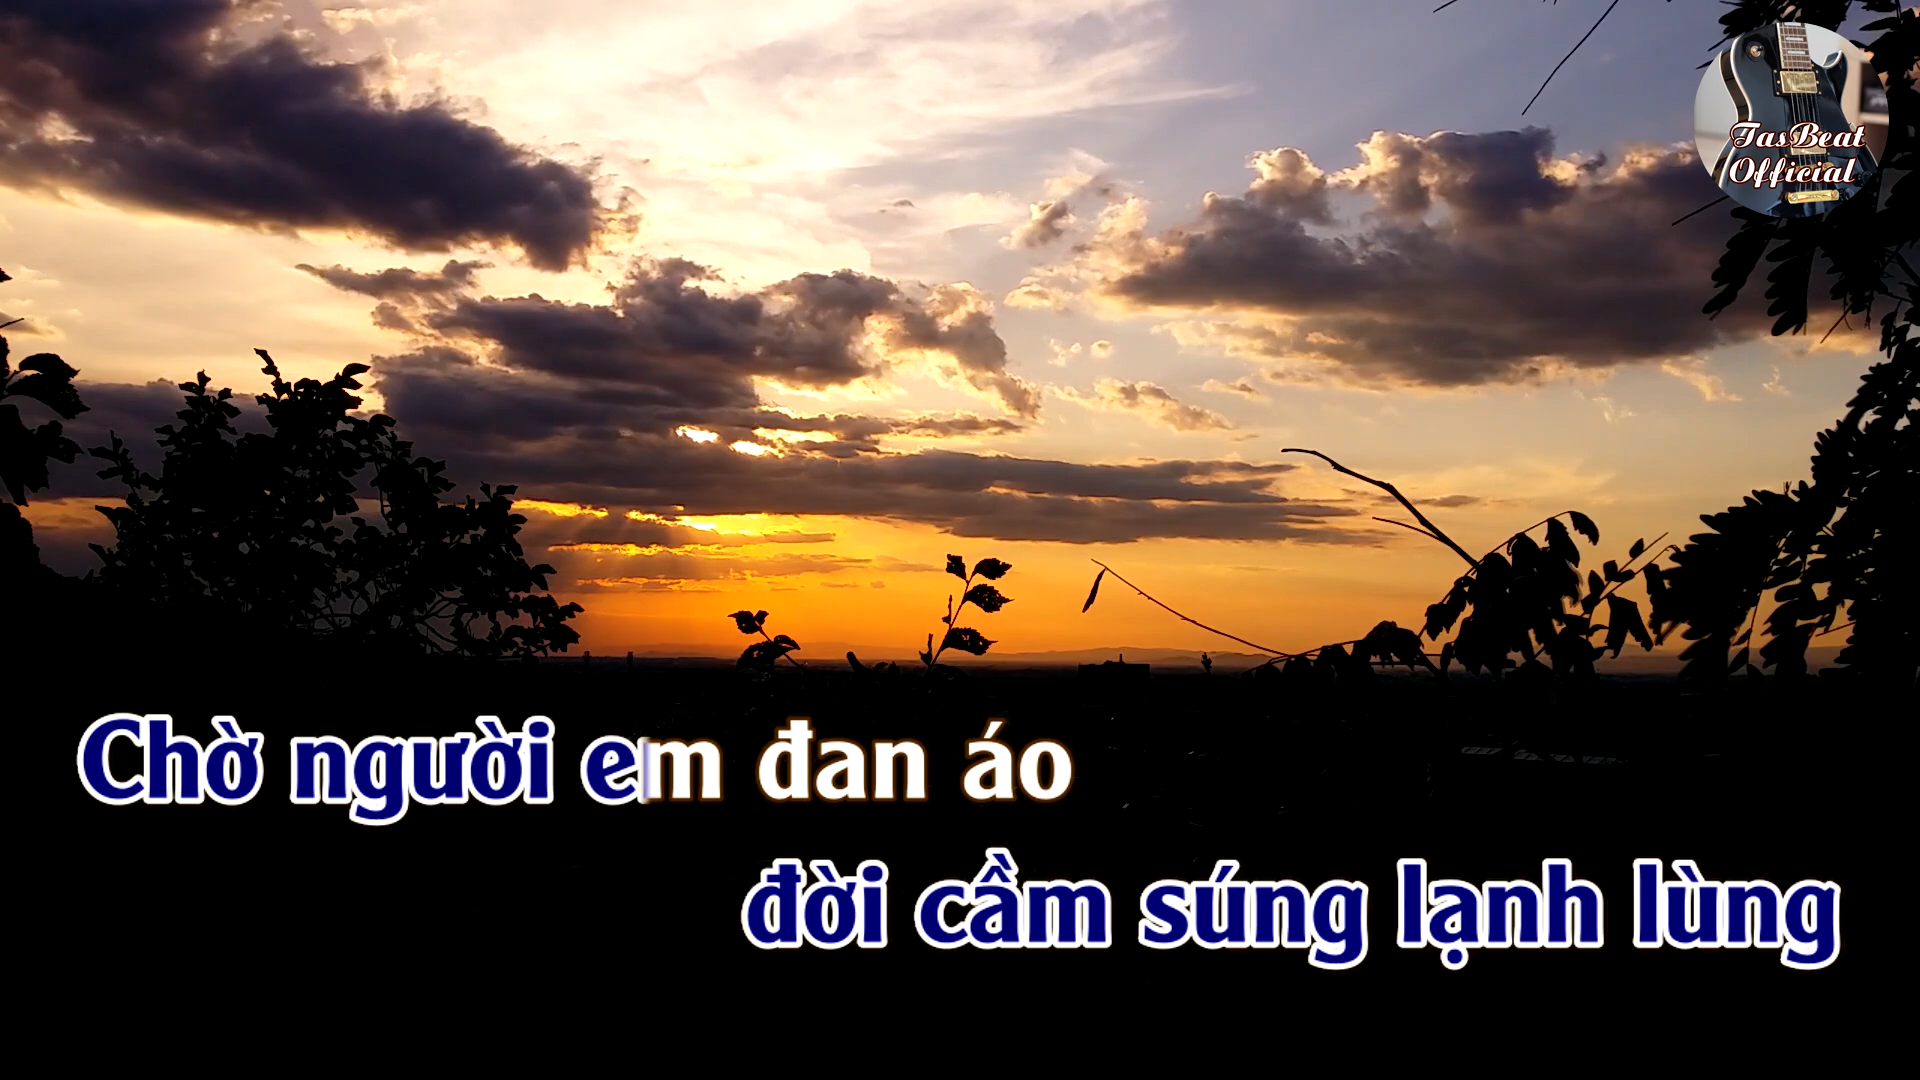 TasBeat
Official
Chờ người em đan áo
đời cầm súng lạnh lùng